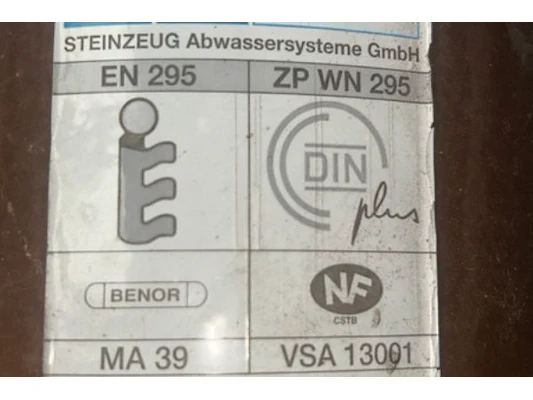 STEINZEUG Abwassersysteme GmbH
EN 295 ZP WN 295
DIN
plus
BENOR NF
CSTB
MA 39 VSA 13001